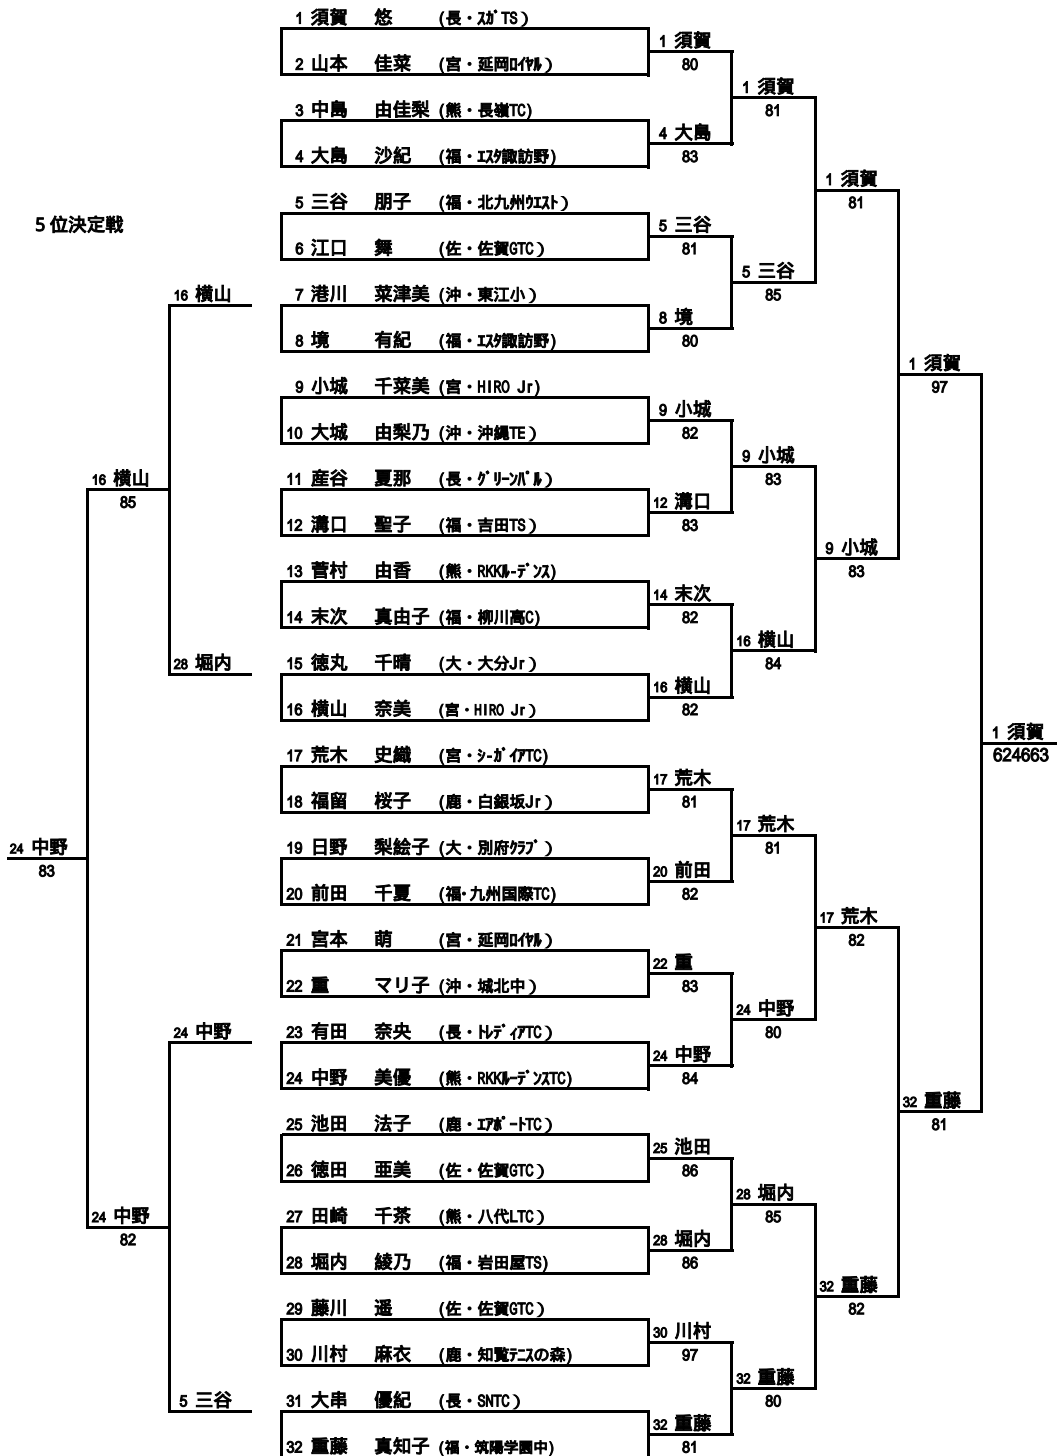 5 位決定戦
16 横山
28 堀内
16 横山
85
24 中野
83
24 中野
5 三谷
24 中野
82
1 須賀 悠 (長・ｽｶﾞTS)
2 山本 佳菜 (宮・延岡ﾛｲﾔﾙ)
3 中島 由佳梨 (熊・長嶺TC)
4 大島 沙紀 (福・ｴｽﾀ諏訪野)
5 三谷 朋子 (福・北九州ｳｴｽﾄ)
6 江口 舞 (佐・佐賀GTC)
7 港川 菜津美 (沖・東江小)
8 境 有紀 (福・ｴｽﾀ諏訪野)
9 小城 千菜美 (宮・HIRO Jr)
10 大城 由梨乃 (沖・沖縄TE)
11 産谷 夏那 (長・ｸﾞﾘｰﾝﾊﾞﾙ)
12 溝口 聖子 (福・吉田TS)
13 菅村 由香 (熊・RKKﾙｰﾃﾞﾝｽ)
14 末次 真由子 (福・柳川高C)
15 徳丸 千晴 (大・大分Jr)
16 横山 奈美 (宮・HIRO Jr)
17 荒木 史織 (宮・ｼｰｶﾞｲｱTC)
18 福留 桜子 (鹿・白銀坂Jr)
19 日野 梨絵子 (大・別府ｸﾗﾌﾞ)
20 前田 千夏 (福・九州国際TC)
21 宮本 萌 (宮・延岡ﾛｲﾔﾙ)
22 重 マリ子 (沖・城北中)
23 有田 奈央 (長・ﾄﾚﾃﾞｨｱTC)
24 中野 美優 (熊・RKKﾙｰﾃﾞﾝｽTC)
25 池田 法子 (鹿・ｴｱﾎﾟｰﾄTC)
26 徳田 亜美 (佐・佐賀GTC)
27 田崎 千茶 (熊・八代LTC)
28 堀内 綾乃 (福・岩田屋TS)
29 藤川 遥 (佐・佐賀GTC)
30 川村 麻衣 (鹿・知覧ﾃﾆｽの森)
31 大串 優紀 (長・SNTC)
32 重藤 真知子 (福・筑陽学園中)
1 須賀
80
4 大島
83
5 三谷
81
8 境
80
9 小城
82
12 溝口
83
14 末次
82
16 横山
82
17 荒木
81
20 前田
82
22 重
83
24 中野
84
25 池田
86
28 堀内
86
30 川村
97
32 重藤
81
1 須賀
81
5 三谷
85
9 小城
83
16 横山
84
17 荒木
81
24 中野
80
28 堀内
85
32 重藤
80
1 須賀
81
9 小城
83
17 荒木
82
32 重藤
82
1 須賀
97
32 重藤
81
1 須賀
624663